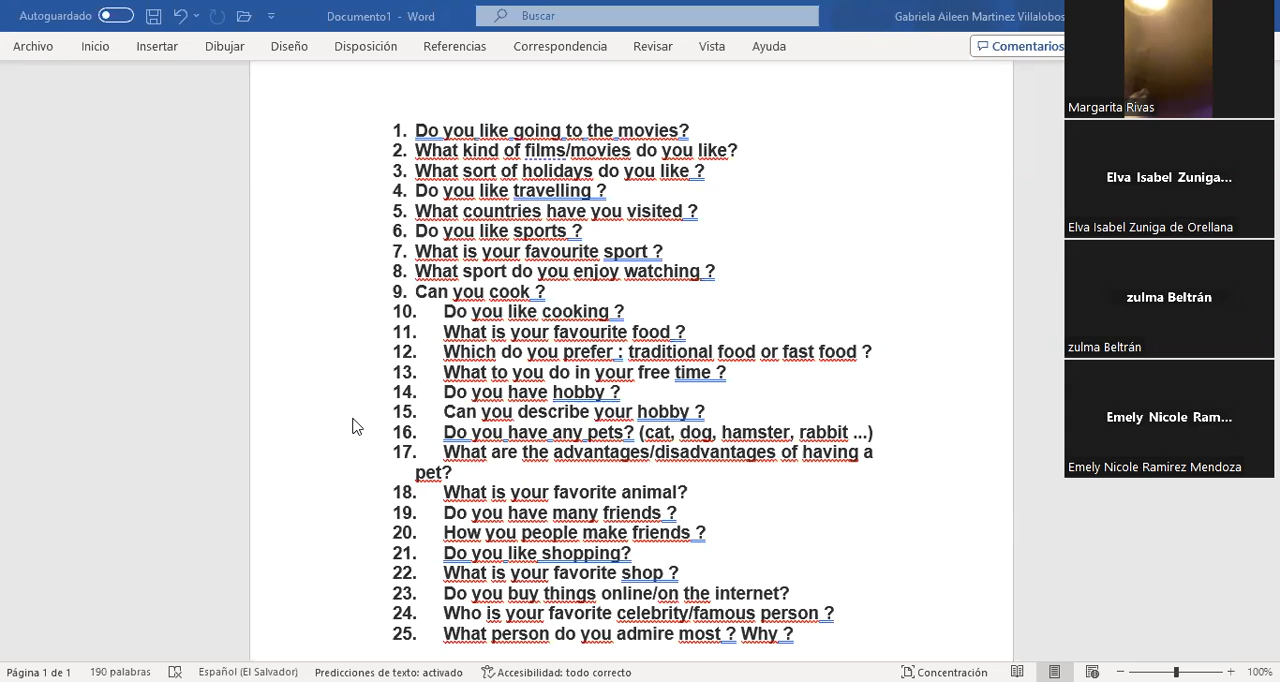 Autoguardado
Documento1 - Word
Buscar
Gabriela Aileen Martinez Villalobos
Archivo Inicio Insertar Dibujar Diseño Disposición Referencias Correspondencia Revisar Vista Ayuda
Comentarios
1. Do you like going to the movies?
2. What kind of films/movies do you like?
3. What sort of holidays do you like ?
4. Do you like travelling ?
5. What countries have you visited ?
6. Do you like sports ?
7. What is your favourite sport ?
8. What sport do you enjoy watching ?
9. Can you cook ?
10. Do you like cooking ?
11. What is your favourite food ?
12. Which do you prefer : traditional food or fast food ?
13. What to you do in your free time ?
14. Do you have hobby ?
15. Can you describe your hobby ?
16. Do you have any pets? (cat, dog, hamster, rabbit ...)
17. What are the advantages/disadvantages of having a
pet?
18. What is your favorite animal?
19. Do you have many friends ?
20. How you people make friends ?
21. Do you like shopping?
22. What is your favorite shop ?
23. Do you buy things online/on the internet?
24. Who is your favorite celebrity/famous person ?
25. What person do you admire most ? Why ?
Margarita Rivas
Elva Isabel Zuniga...
Elva Isabel Zuniga de Orellana
zulma Beltrán
zulma Beltrán
Emely Nicole Ram...
Emely Nicole Ramirez Mendoza
Página 1 de 1
190 palabras
Español (El Salvador)
Predicciones de texto: activado
Accesibilidad: todo correcto
Concentración
100%